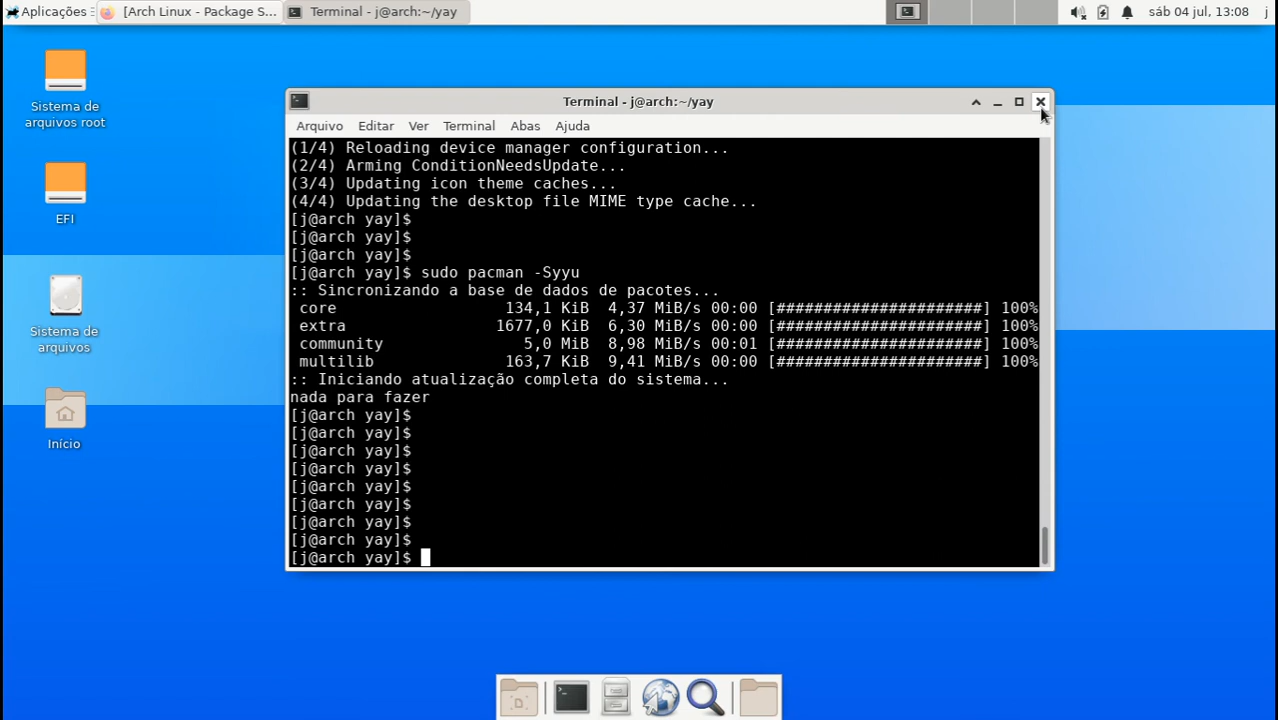 Aplicações
[Arch Linux - Package S...
Terminal - j@arch:~/yay
sáb 04 jul, 13:08
j
Sistema de
arquivos root
EFI
Sistema de
arquivos
Início
Terminal - j@arch:~/yay
Arquivo Editar Ver Terminal Abas Ajuda
(1/4) Reloading device manager configuration...
(2/4) Arming ConditionNeedsUpdate...
(3/4) Updating icon theme caches...
(4/4) Updating the desktop file MIME type cache...
[j@arch yay]$
[j@arch yay]$
[j@arch yay]$
[j@arch yay]$ sudo pacman -Syyu
:: Sincronizando a base de dados de pacotes...
core 134,1 KiB 4,37 MiB/s 00:00 [######################] 100%
extra 1677,0 KiB 6,30 MiB/s 00:00 [######################] 100%
community 5,0 MiB 8,98 MiB/s 00:01 [######################] 100%
multilib 163,7 KiB 9,41 MiB/s 00:00 [######################] 100%
:: Iniciando atualização completa do sistema...
nada para fazer
[j@arch yay]$
[j@arch yay]$
[j@arch yay]$
[j@arch yay]$
[j@arch yay]$
[j@arch yay]$
[j@arch yay]$
[j@arch yay]$
[j@arch yay]$